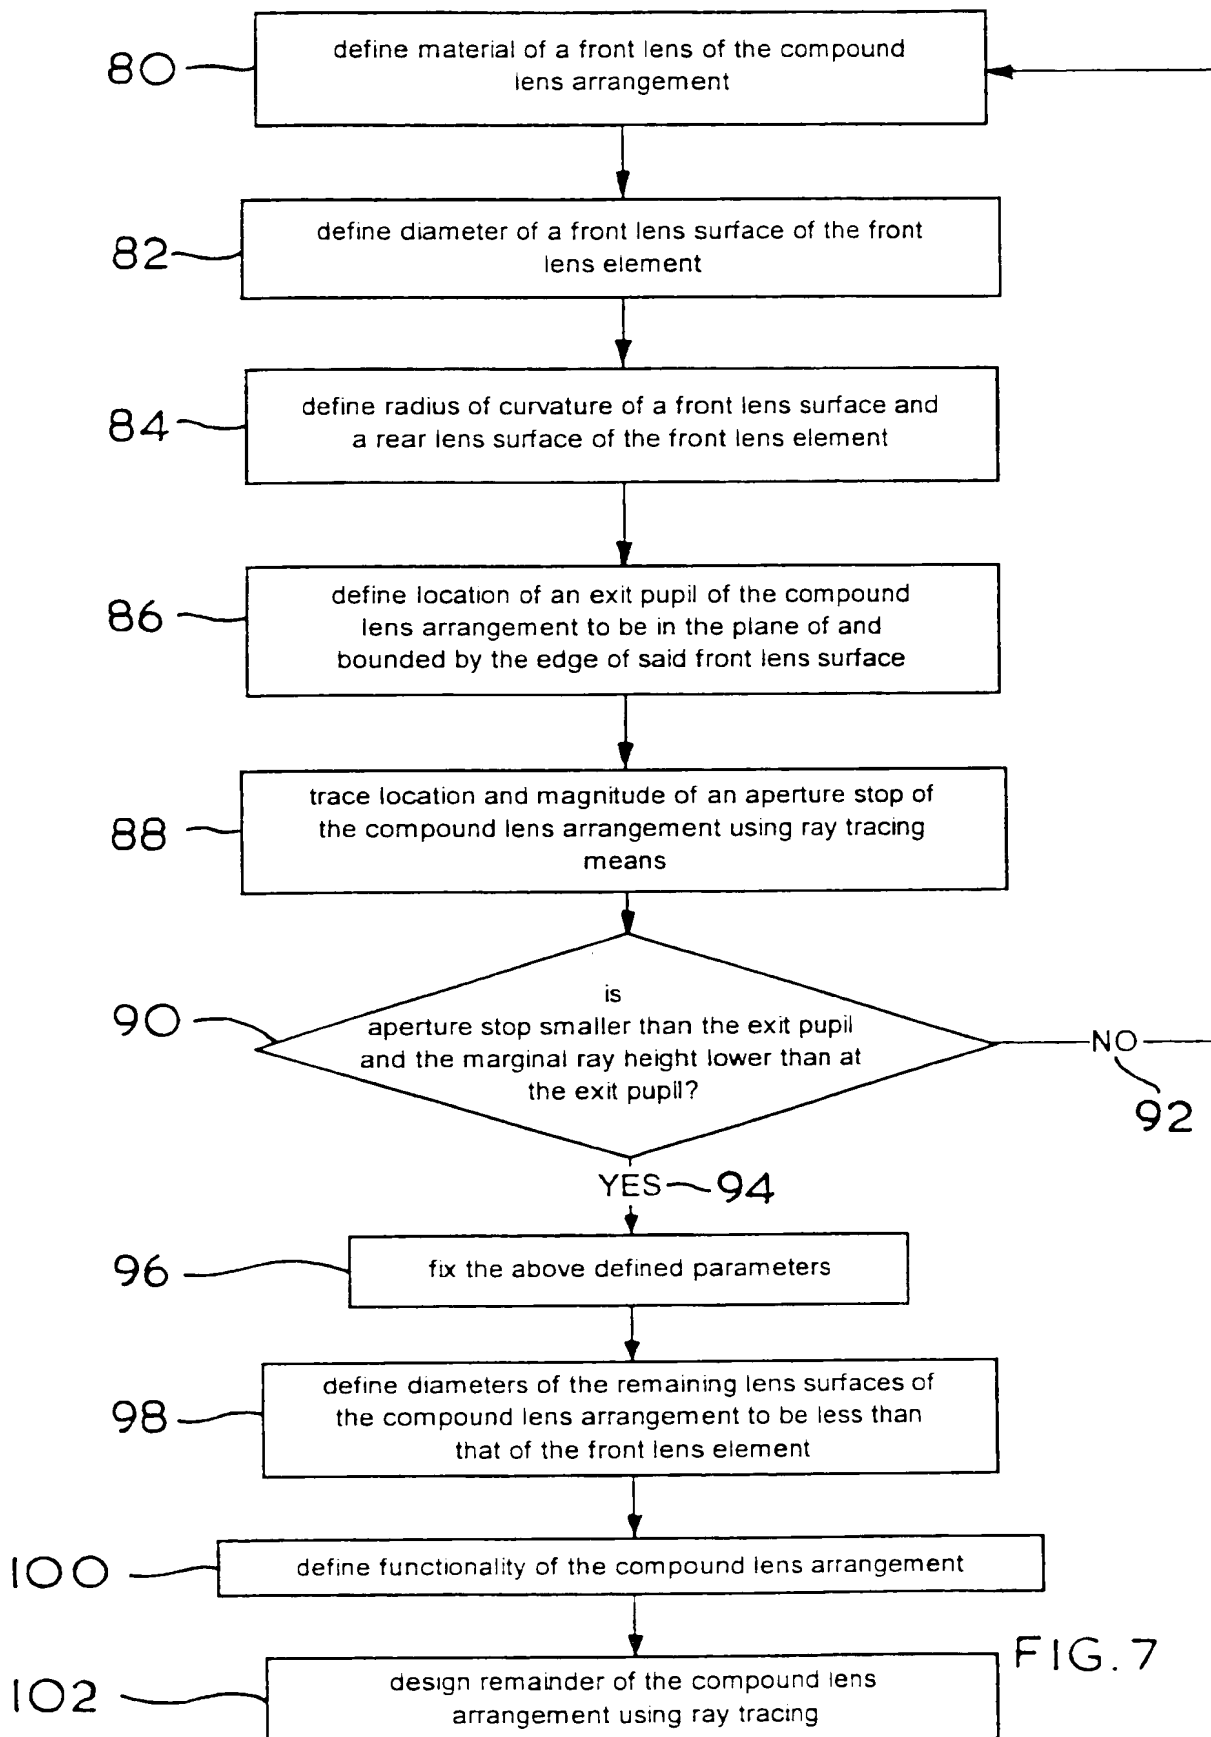 80
define material of a front lens of the compound
lens arrangement
82
define diameter of a front lens surface of the front
lens element
84
define radius of curvature of a front lens surface and
a rear lens surface of the front lens element
86
define location of an exit pupil of the compound
lens arrangement to be in the plane of and
bounded by the edge of said front lens surface
88
trace location and magnitude of an aperture stop of
the compound lens arrangement using ray tracing
means
90
is
aperture stop smaller than the exit pupil
and the marginal ray height lower than at
the exit pupil?
NO
92
YES
94
96
fix the above defined parameters
98
define diameters of the remaining lens surfaces of
the compound lens arrangement to be less than
that of the front lens element
100
define functionality of the compound lens arrangement
102
design remainder of the compound lens
arrangement using ray tracing
FIG. 7